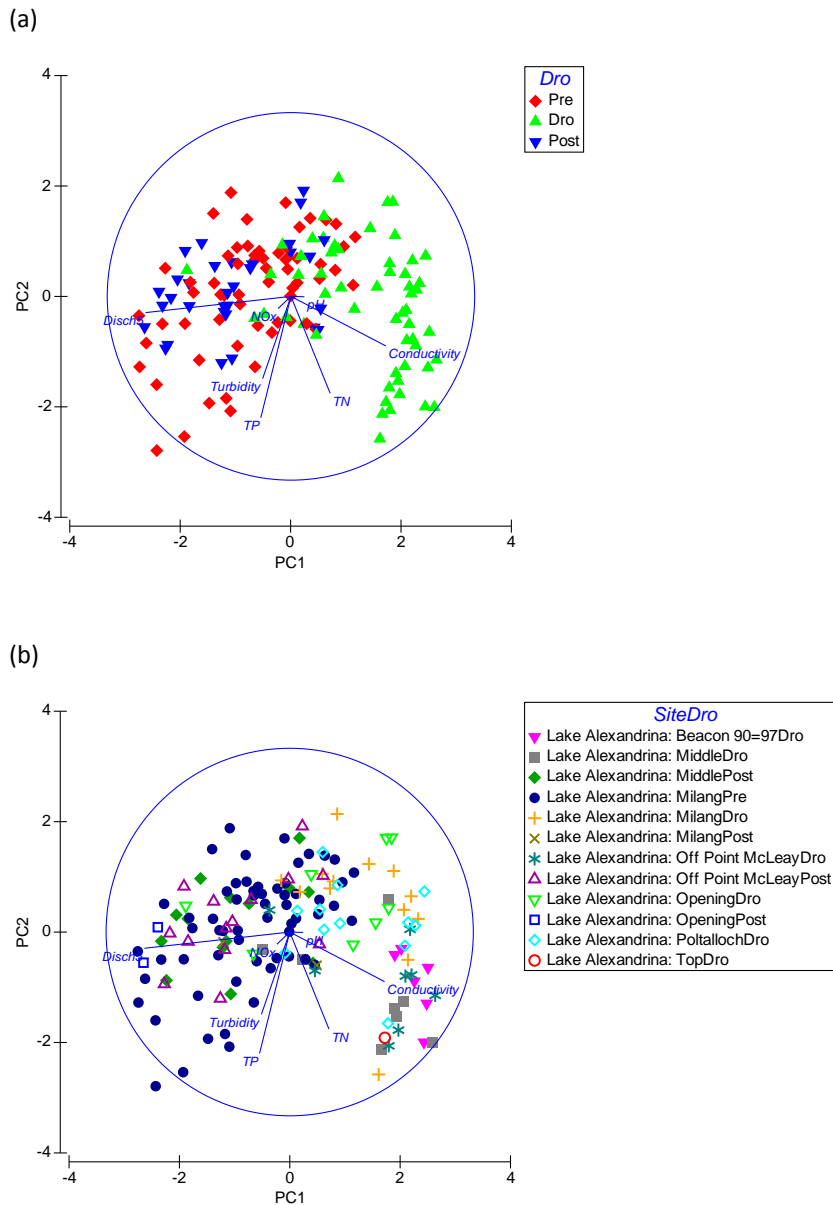 (a)
Dro
Pre
Dro
Post
4
2
0
-2
-4
PC2
Disch5
NOx
pH
Conductivity
Turbidity
TN
TP
-4 -2 0 2 4
PC1
(b)
SiteDro
Lake Alexandrina: Beacon 90=97Dro
Lake Alexandrina: MiddleDro
Lake Alexandrina: MiddlePost
Lake Alexandrina: MilangPre
Lake Alexandrina: MilangDro
Lake Alexandrina: MilangPost
Lake Alexandrina: Off Point McLeayDro
Lake Alexandrina: Off Point McLeayPost
Lake Alexandrina: OpeningDro
Lake Alexandrina: OpeningPost
Lake Alexandrina: PoltallochDro
Lake Alexandrina: TopDro
4
2
0
-2
-4
PC2
Disch5
NOx
pH
Conductivity
Turbidity
TN
TP
-4 -2 0 2 4
PC1